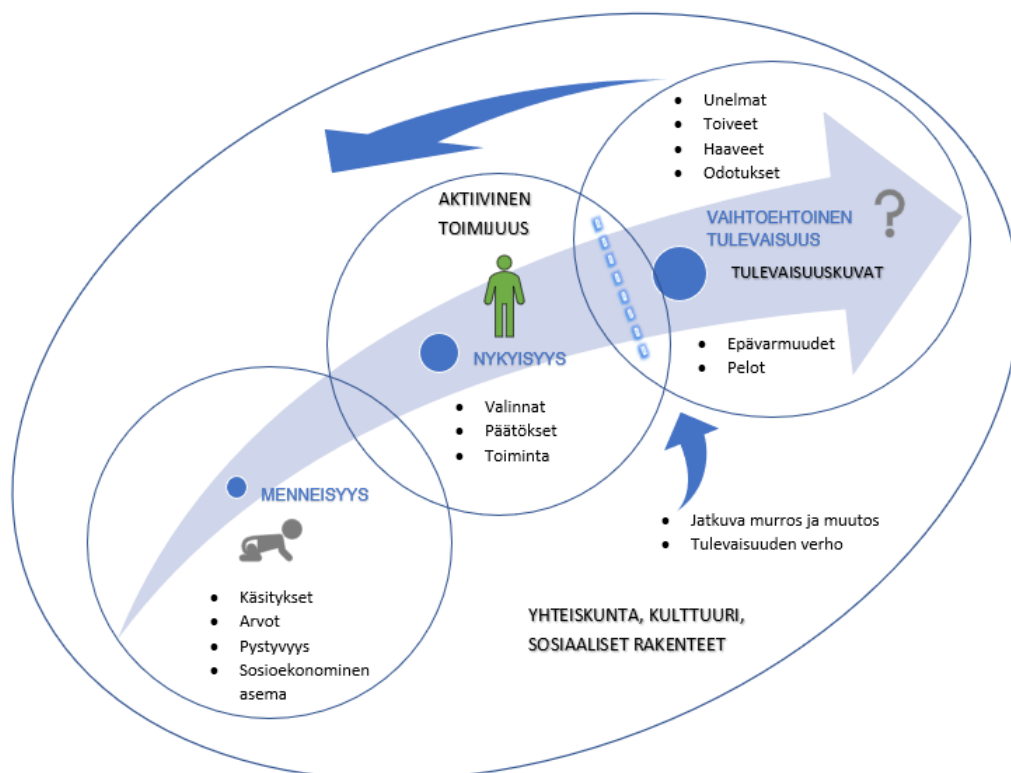 • Unelmat
• Toiveet
• Haaveet
• Odotukset
AKTIIVINEN
TOIMIJUUS
VAIHTOEHTOINEN
TULEVAISUUS
?
TULEVAISUUSKUVAT
• Epävarmuudet
• Pelot
NYKYISYYS
• Valinnat
• Päätökset
• Toiminta
MENNEISYYS
• Käsitykset
• Arvot
• Pystyvyys
• Sosioekonominen
asema
• Jatkuva murros ja muutos
• Tulevaisuuden verho
YHTEISKUNTA, KULTTUURI,
SOSIAALISET RAKENTEET